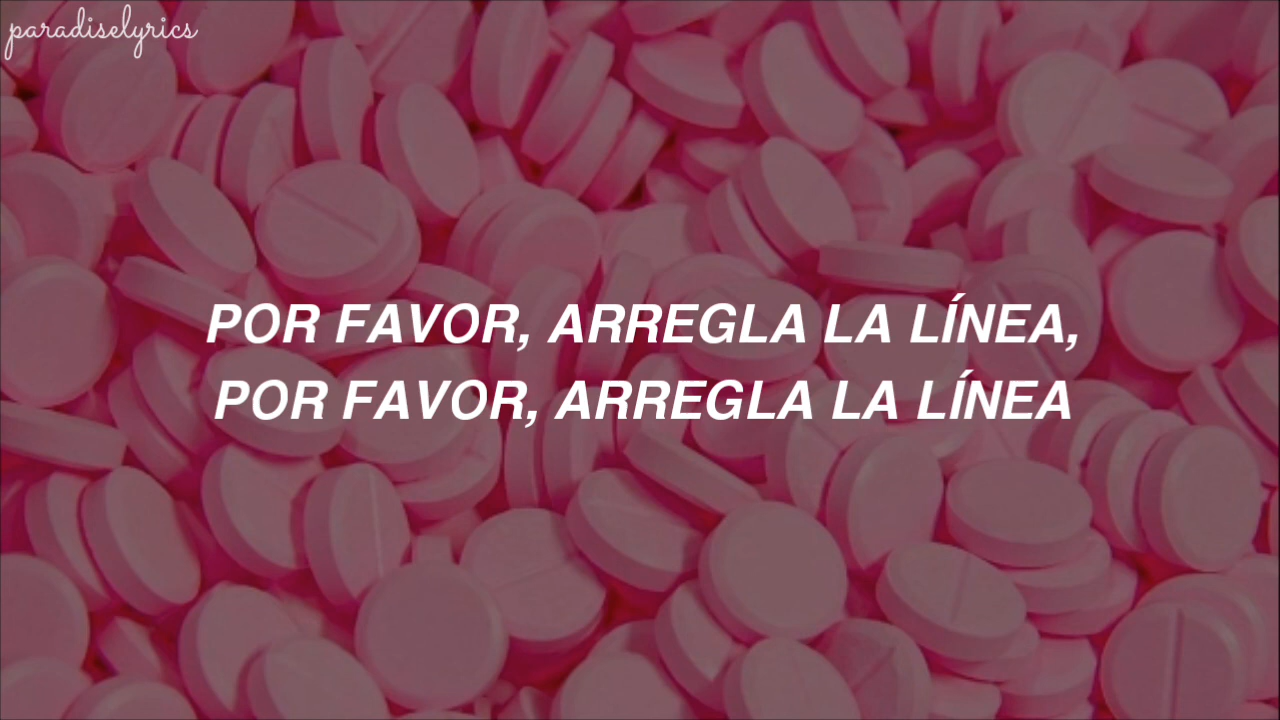 paradiselyrics
POR FAVOR, ARREGLA LA LÍNEA,
POR FAVOR, ARREGLA LA LÍNEA